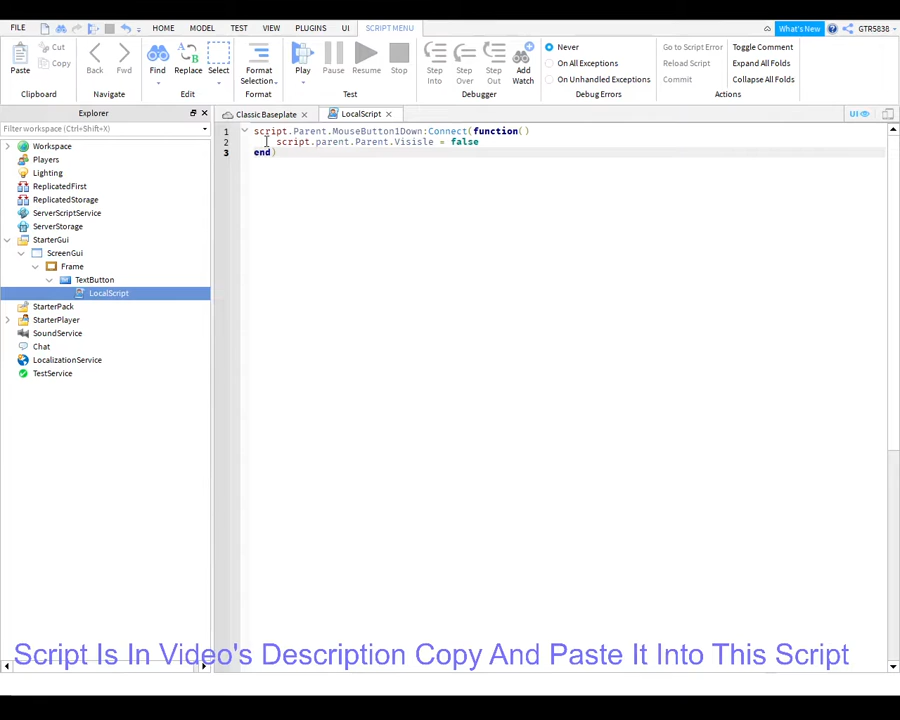 FILE HOME MODEL TEST VIEW PLUGINS UI SCRIPT MENU What's New GTR5838
Paste Cut Copy Back Fwd Find Replace Select Format Selection Play Pause Resume Stop Step Into Step Over Step Out Add Watch Never On All Exceptions On Unhandled Exceptions Go to Script Error Reload Script Commit Toggle Comment Expand All Folds Collapse All Folds
Clipboard Navigate Edit Format Test Debugger Debug Errors Actions
Explorer Classic Baseplate LocalScript UI
Filter workspace (Ctrl+Shift+X)
1 script.Parent.MouseButton1Down:Connect(function()
2 script.parent.Parent.Visisle = false
3 end)
Workspace
Players
Lighting
ReplicatedFirst
ReplicatedStorage
ServerScriptService
ServerStorage
StarterGui
ScreenGui
Frame
TextButton
LocalScript
StarterPack
StarterPlayer
SoundService
Chat
LocalizationService
TestService
Script Is In Video's Description Copy And Paste It Into This Script